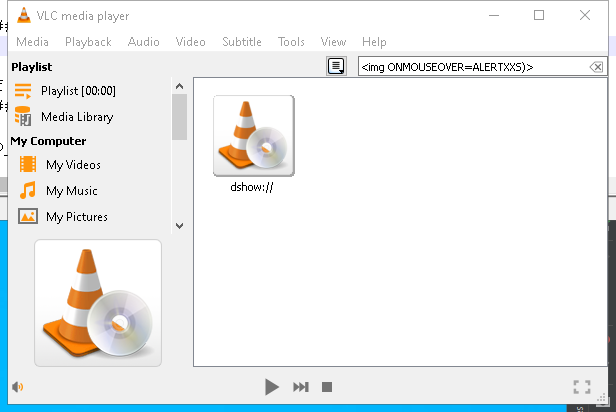 ##
VLC media player
Media Playback Audio Video Subtitle Tools View Help
Playlist
<img ONMOUSEOVER=ALERTXXS)>
Playlist [00:00]
Media Library
My Computer
My Videos
My Music
My Pictures
dshow://